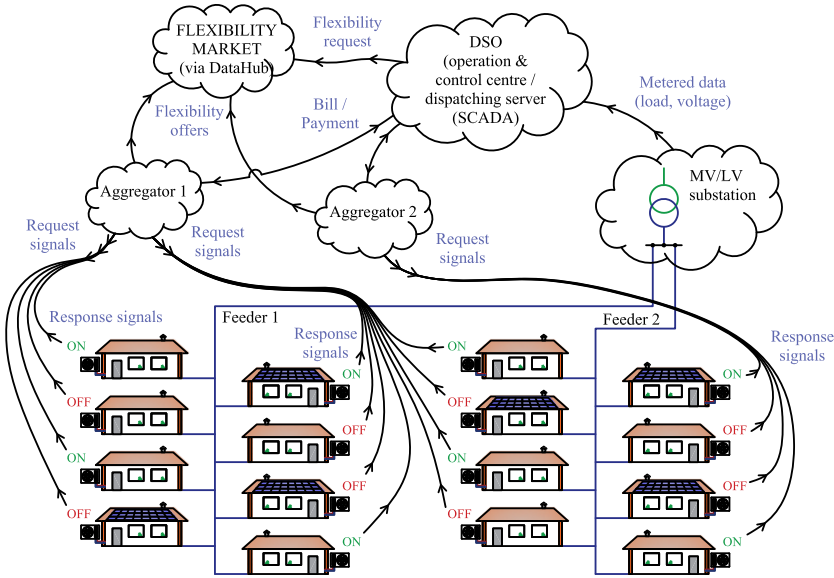 FLEXIBILITY
MARKET
(via DataHub)
Flexibility
request
DSO
(operation &
control centre /
dispatching server
(SCADA)
Metered data
(load, voltage)
Flexibility
offers
Bill /
Payment
MV/LV
substation
Aggregator 1
Aggregator 2
Request
signals
Request
signals
Request
signals
Response signals
Feeder 1
Response
signals
Feeder 2
Response
signals
ON
OFF
ON
OFF
ON
OFF
OFF
ON
ON
OFF
ON
OFF
ON
OFF
OFF
ON